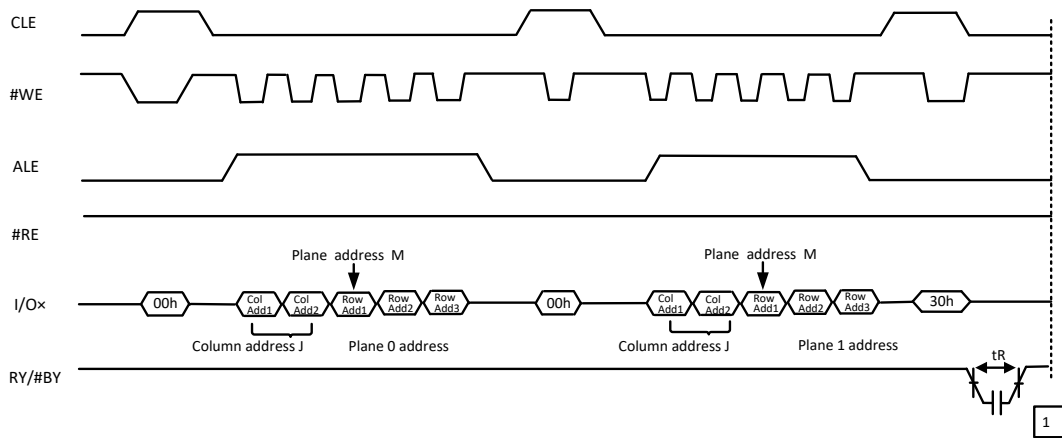 CLE
#WE
ALE
#RE
Plane address M
Plane address M
I/O×
00h
Col Add1
Col Add2
Row Add1
Row Add2
Row Add3
00h
Col Add1
Col Add2
Row Add1
Row Add2
Row Add3
30h
Column address J
Plane 0 address
Column address J
Plane 1 address
RY/#BY
tR
1